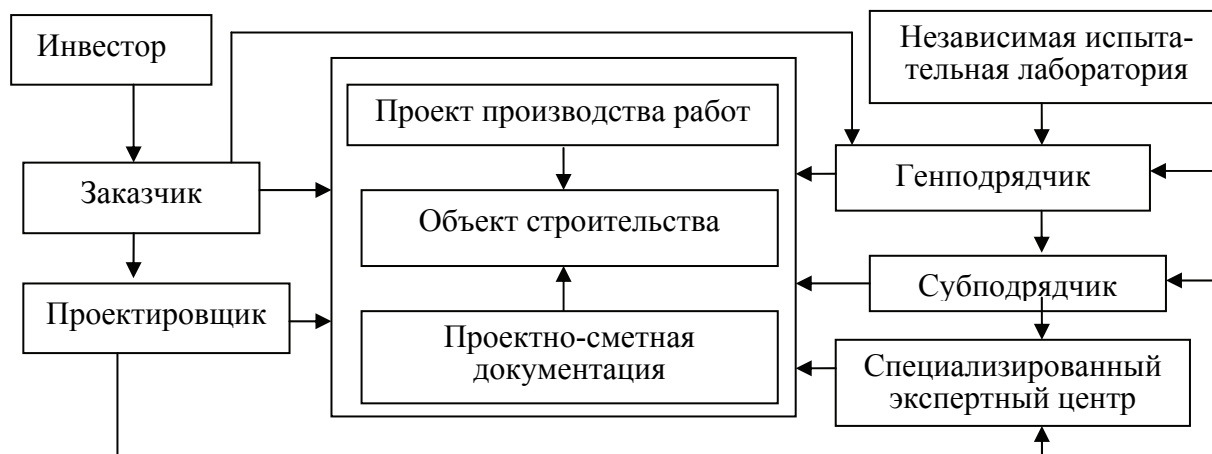 Инвестор
Независимая испыта-
тельная лаборатория
Проект производства работ
Заказчик
Генподрядчик
Объект строительства
Проектировщик
Субподрядчик
Проектно-сметная
документация
Специализированный
экспертный центр